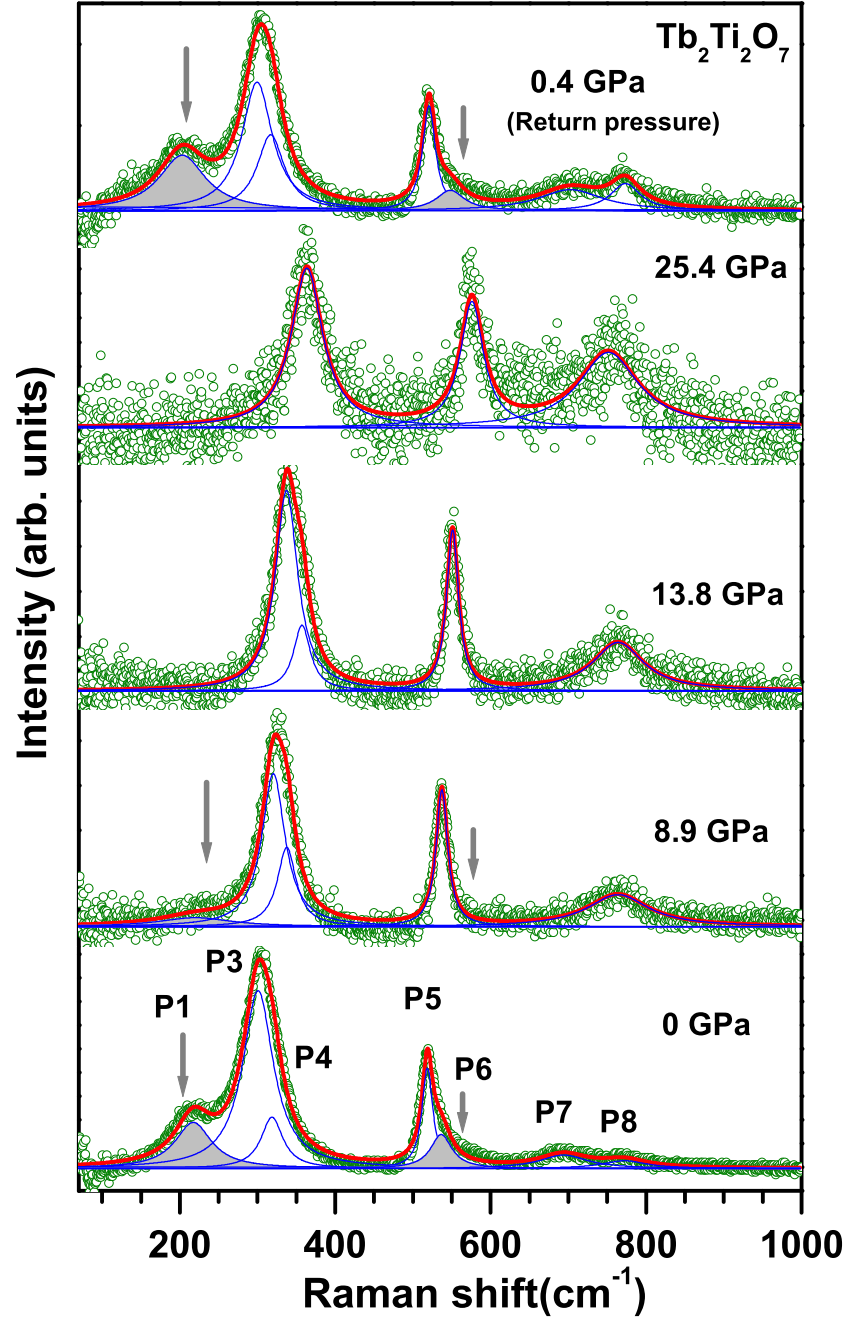 Tb₂Ti₂O₇
0.4 GPa
(Return pressure)
25.4 GPa
13.8 GPa
8.9 GPa
0 GPa
P1
P3
P4
P5
P6
P7
P8
Intensity (arb. units)
200 400 600 800 1000
Raman shift(cm⁻¹)